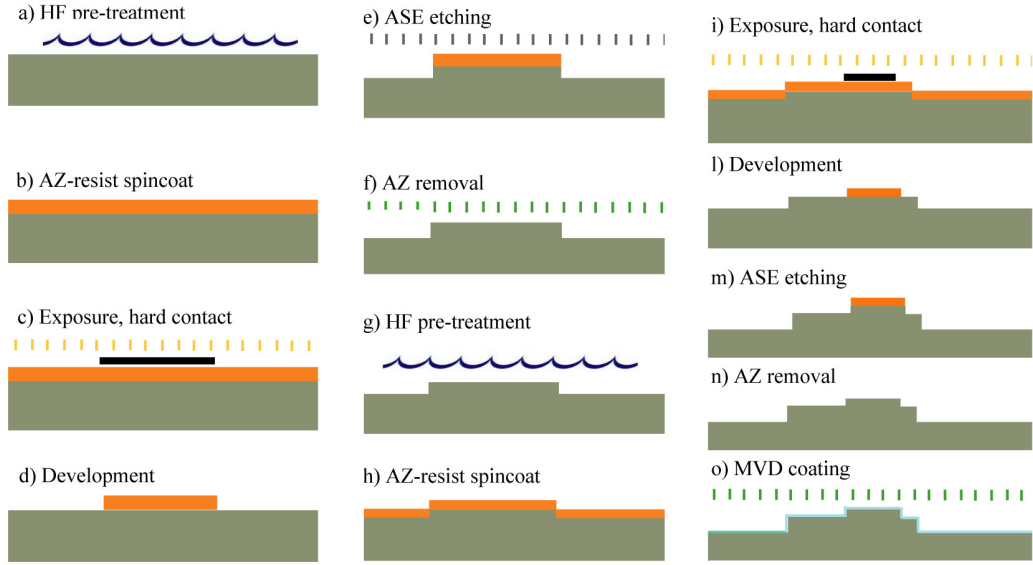 a) HF pre-treatment
b) AZ-resist spincoat
c) Exposure, hard contact
d) Development
e) ASE etching
f) AZ removal
g) HF pre-treatment
h) AZ-resist spincoat
i) Exposure, hard contact
l) Development
m) ASE etching
n) AZ removal
o) MVD coating